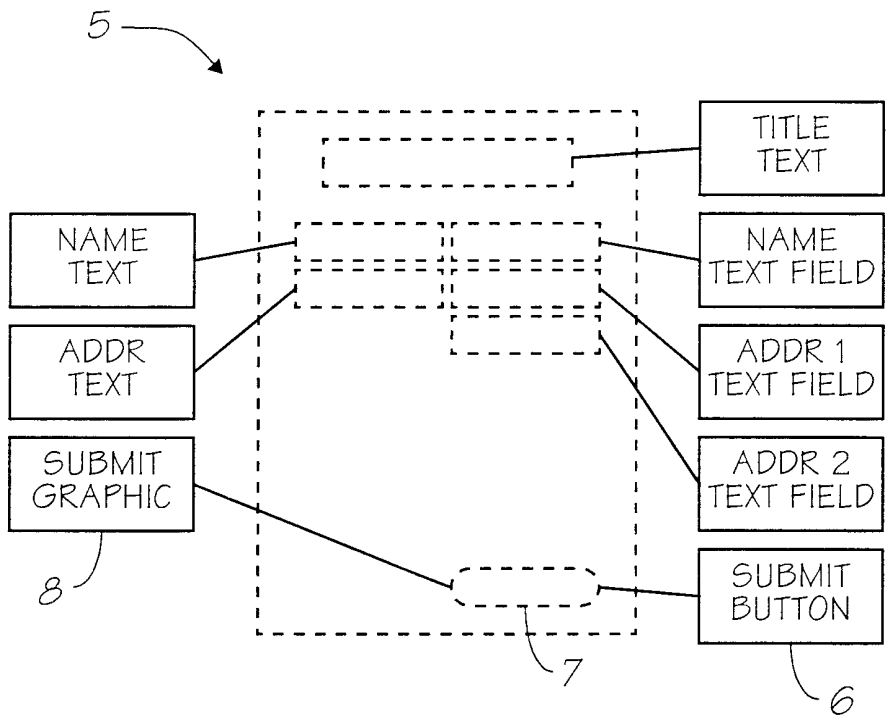 5
TITLE
TEXT
NAME
TEXT
NAME
TEXT FIELD
ADDR
TEXT
ADDR 1
TEXT FIELD
SUBMIT
GRAPHIC
ADDR 2
TEXT FIELD
SUBMIT
BUTTON
8
7
6